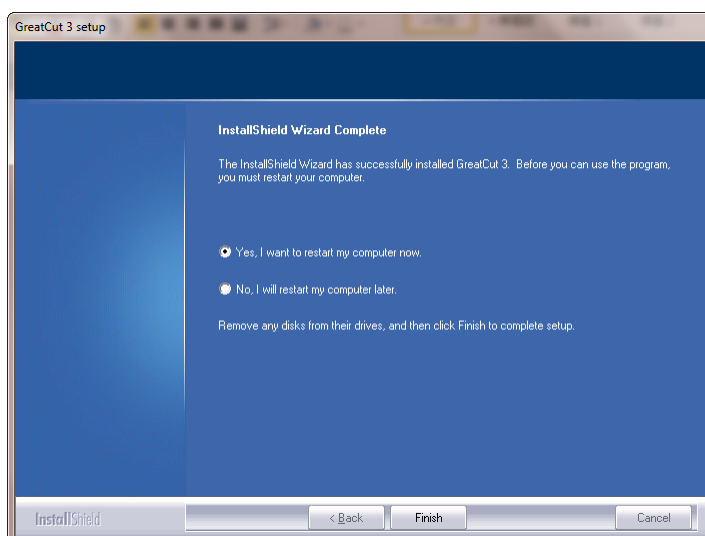 GreatCut 3 setup
InstallShield Wizard Complete
The InstallShield Wizard has successfully installed GreatCut 3.  Before you can use the program,
you must restart your computer.
Yes, I want to restart my computer now.
No, I will restart my computer later.
Remove any disks from their drives, and then click Finish to complete setup.
InstallShield
< Back
Finish
Cancel